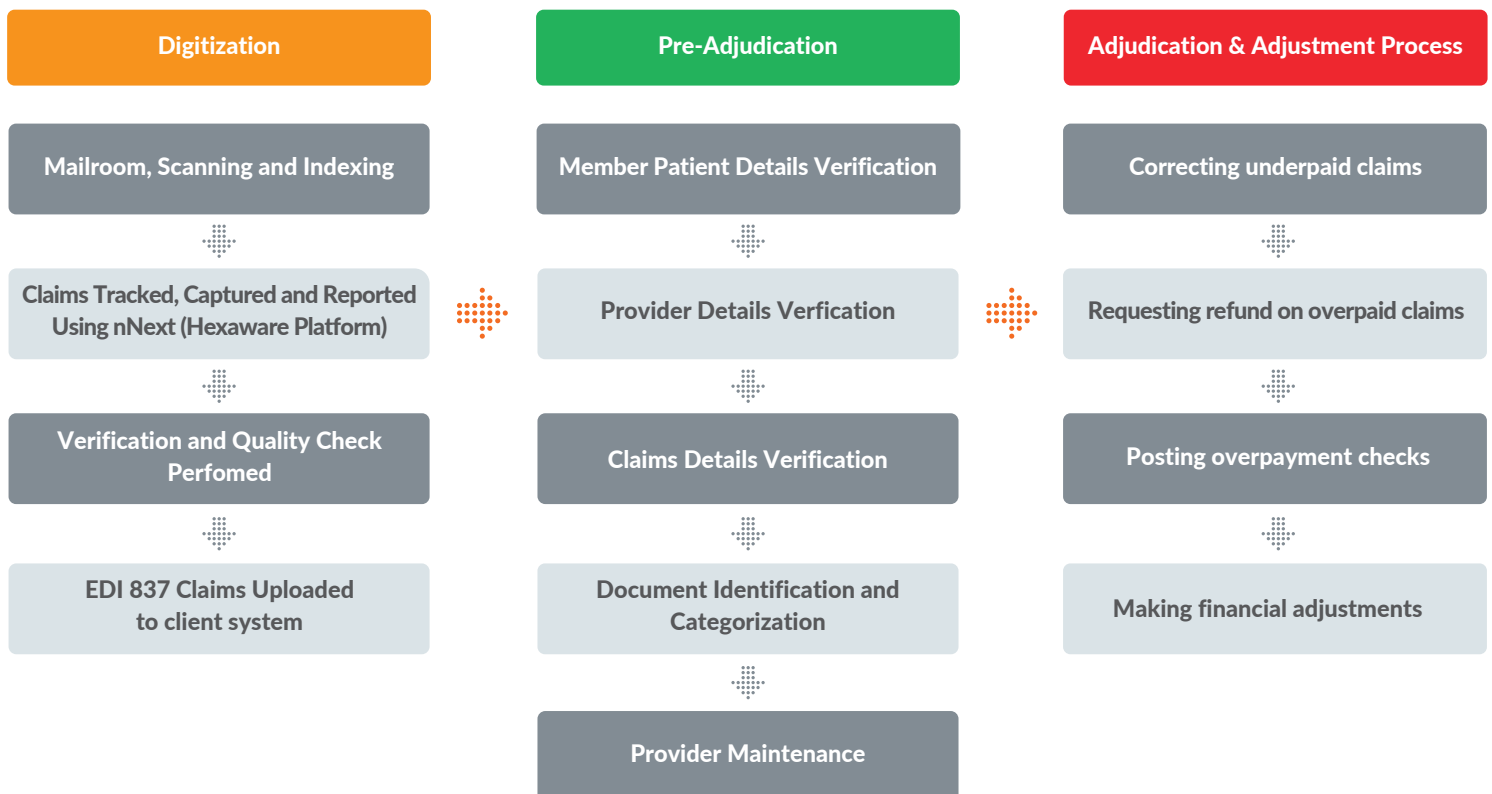 Digitization
Mailroom, Scanning and Indexing
Claims Tracked, Captured and Reported
Using nNext (Hexaware Platform)
Verification and Quality Check
Perfomed
EDI 837 Claims Uploaded
to client system
Pre-Adjudication
Member Patient Details Verification
Provider Details Verfication
Claims Details Verification
Document Identification and
Categorization
Provider Maintenance
Adjudication & Adjustment Process
Correcting underpaid claims
Requesting refund on overpaid claims
Posting overpayment checks
Making financial adjustments